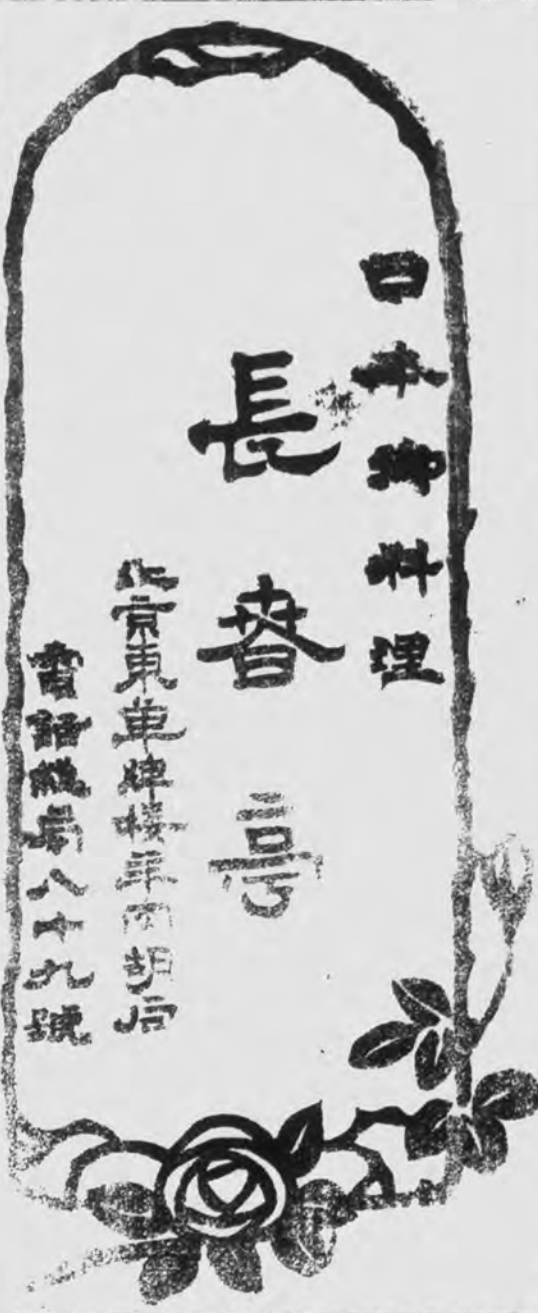 日本御料理
長春亭
北京東單牌樓羊肉胡同
電話総局八十九號